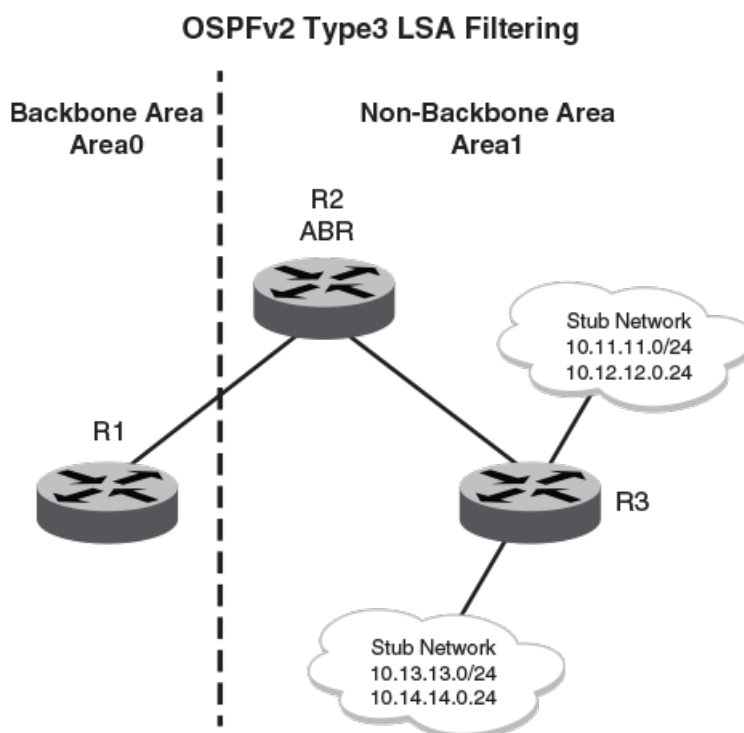 OSPFv2 Type3 LSA Filtering
Backbone Area
Area0
Non-Backbone Area
Area1
R2
ABR
Stub Network
10.11.11.0/24
10.12.12.0.24
R1
R3
Stub Network
10.13.13.0/24
10.14.14.0.24